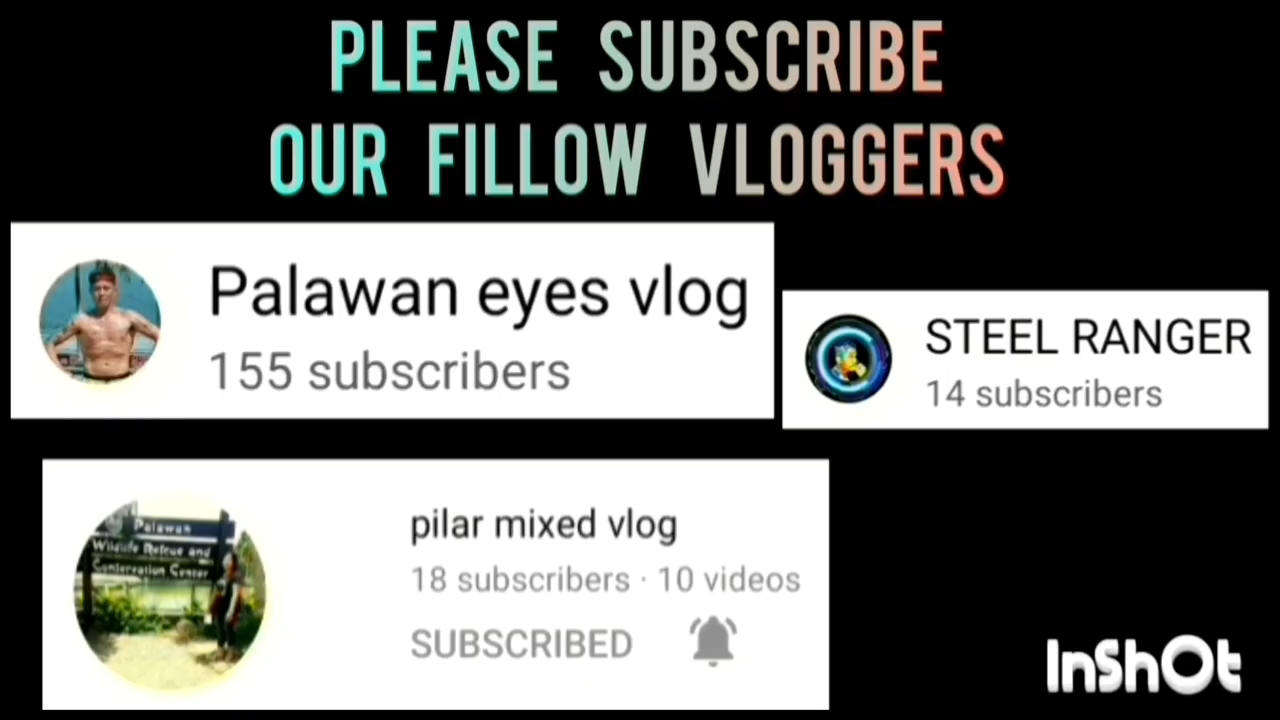 PLEASE SUBSCRIBE
OUR FILLOW VLOGGERS
Palawan eyes vlog
155 subscribers
STEEL RANGER
14 subscribers
Palawan
Wildlife Rescue and
Conservation Center
pilar mixed vlog
18 subscribers · 10 videos
SUBSCRIBED
InShOt